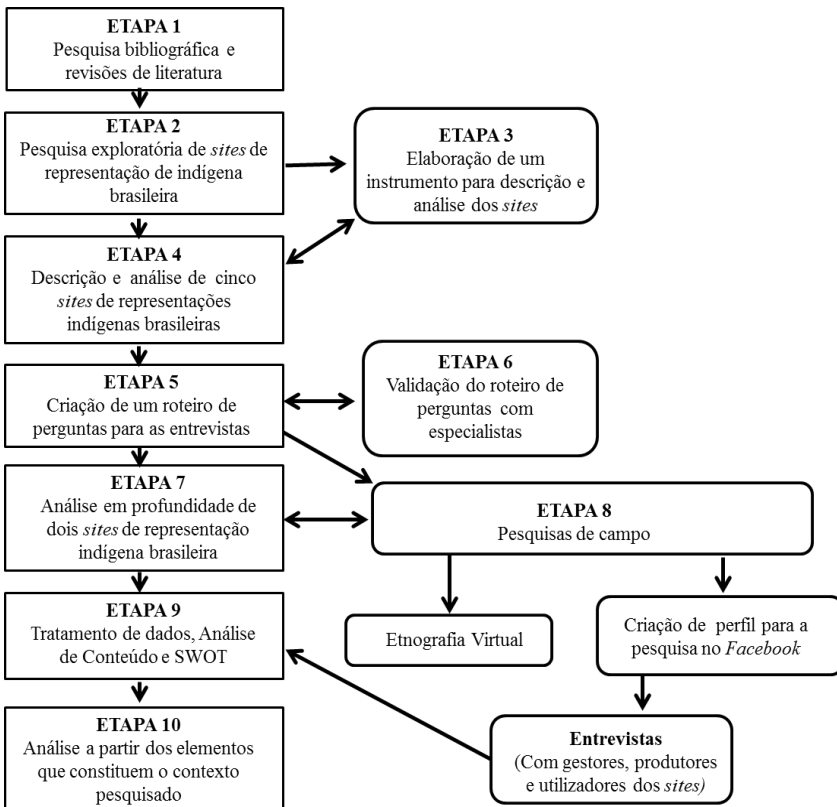 ETAPA 1
Pesquisa bibliográfica e
revisões de literatura
ETAPA 2
Pesquisa exploratória de sites de
representação de indígena
brasileira
ETAPA 3
Elaboração de um
instrumento para descrição e
análise dos sites
ETAPA 4
Descrição e análise de cinco
sites de representações
indígenas brasileiras
ETAPA 5
Criação de um roteiro de
perguntas para as entrevistas
ETAPA 6
Validação do roteiro de
perguntas com
especialistas
ETAPA 7
Análise em profundidade de
dois sites de representação
indígena brasileira
ETAPA 8
Pesquisas de campo
ETAPA 9
Tratamento de dados, Análise
de Conteúdo e SWOT
Etnografia Virtual
Criação de perfil para a
pesquisa no Facebook
ETAPA 10
Análise a partir dos elementos
que constituem o contexto
pesquisado
Entrevistas
(Com gestores, produtores
e utilizadores dos sites)